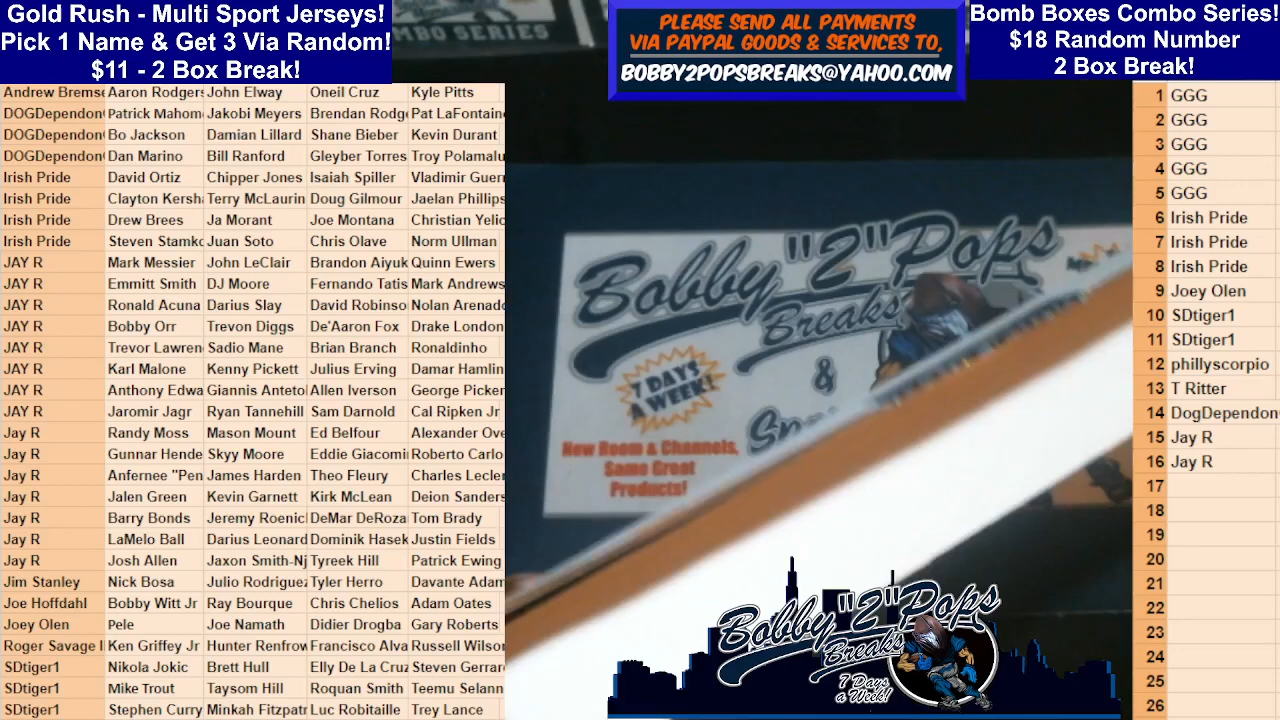 Gold Rush - Multi Sport Jerseys!
Pick 1 Name & Get 3 Via Random!
$11 - 2 Box Break!
COMBO SERIES
PLEASE SEND ALL PAYMENTS
VIA PAYPAL GOODS & SERVICES TO,
BOBBY2POPSBREAKS@YAHOO.COM
Bomb Boxes Combo Series!
$18 Random Number
2 Box Break!
Andrew Bremse Aaron Rodgers John Elway Oneil Cruz Kyle Pitts
DOGDependon Patrick Mahom Jakobi Meyers Brendan Rodge Pat LaFontain
DOGDependon Bo Jackson Damian Lillard Shane Bieber Kevin Durant
DOGDependon Dan Marino Bill Ranford Gleyber Torres Troy Polamalu
Irish Pride David Ortiz Chipper Jones Isaiah Spiller Vladimir Guerr
Irish Pride Clayton Kersha Terry McLaurin Doug Gilmour Jaelan Phillips
Irish Pride Drew Brees Ja Morant Joe Montana Christian Yelic
Irish Pride Steven Stamko Juan Soto Chris Olave Norm Ullman
JAY R Mark Messier John LeClair Brandon Aiyuk Quinn Ewers
JAY R Emmitt Smith DJ Moore Fernando Tatis Mark Andrews
JAY R Ronald Acuna Darius Slay David Robinso Nolan Arenado
JAY R Bobby Orr Trevon Diggs De'Aaron Fox Drake London
JAY R Trevor Lawren Sadio Mane Brian Branch Ronaldinho
JAY R Karl Malone Kenny Pickett Julius Erving Damar Hamlin
JAY R Anthony Edwa Giannis Antetol Allen Iverson George Picker
JAY R Jaromir Jagr Ryan Tannehill Sam Darnold Cal Ripken Jr
Jay R Randy Moss Mason Mount Ed Belfour Alexander Ove
Jay R Gunnar Hende Skyy Moore Eddie Giacomi Roberto Carlo
Jay R Anfernee "Pen James Harden Theo Fleury Charles Lecler
Jay R Jalen Green Kevin Garnett Kirk McLean Deion Sanders
Jay R Barry Bonds Jeremy Roenic DeMar DeRoza Tom Brady
Jay R LaMelo Ball Darius Leonard Dominik Hasek Justin Fields
Jay R Josh Allen Jaxon Smith-Nj Tyreek Hill Patrick Ewing
Jim Stanley Nick Bosa Julio Rodriguez Tyler Herro Davante Adam
Joe Hoffdahl Bobby Witt Jr Ray Bourque Chris Chelios Adam Oates
Joey Olen Pele Joe Namath Didier Drogba Gary Roberts
Roger Savage I Ken Griffey Jr Hunter Renfrow Francisco Alva Russell Wilson
SDtiger1 Nikola Jokic Brett Hull Elly De La Cruz Steven Gerrar
SDtiger1 Mike Trout Taysom Hill Roquan Smith Teemu Selann
SDtiger1 Stephen Curry Minkah Fitzpatr Luc Robitaille Trey Lance
Bobby "2" Pops
Breaks
&
7 DAYS
A WEEK!
New Room & Channels,
Same Great
Products!
Bobby "2" Pops
Breaks
7 Days
a Week!
1 GGG
2 GGG
3 GGG
4 GGG
5 GGG
6 Irish Pride
7 Irish Pride
8 Irish Pride
9 Joey Olen
10 SDtiger1
11 SDtiger1
12 phillyscorpio
13 T Ritter
14 DogDependon
15 Jay R
16 Jay R
17
18
19
20
21
22
23
24
25
26